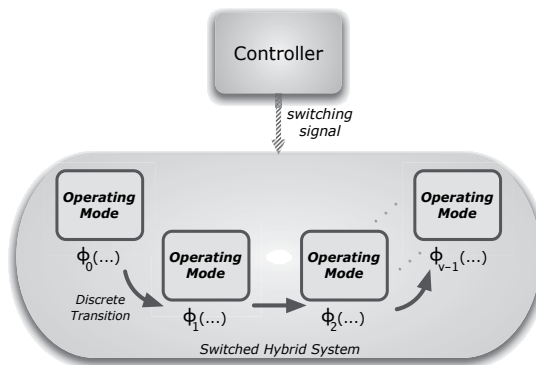 Controller
switching
signal
Operating
Mode
ϕ0(...)
Operating
Mode
ϕ1(...)
Operating
Mode
ϕ2(...)
Operating
Mode
ϕv–1(...)
Discrete
Transition
Switched Hybrid System